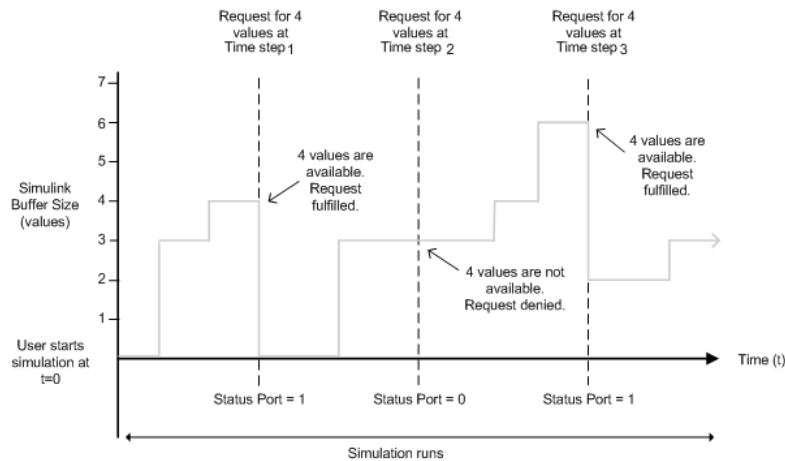 Request for 4
values at
Time step 1
Request for 4
values at
Time step 2
Request for 4
values at
Time step 3
7
6
5
4
3
2
1
Simulink
Buffer Size
(values)
4 values are
available.
Request
fulfilled.
4 values are not
available.
Request denied.
4 values are
available.
Request
fulfilled.
User starts
simulation at
t=0
Time (t)
Status Port = 1
Status Port = 0
Status Port = 1
Simulation runs